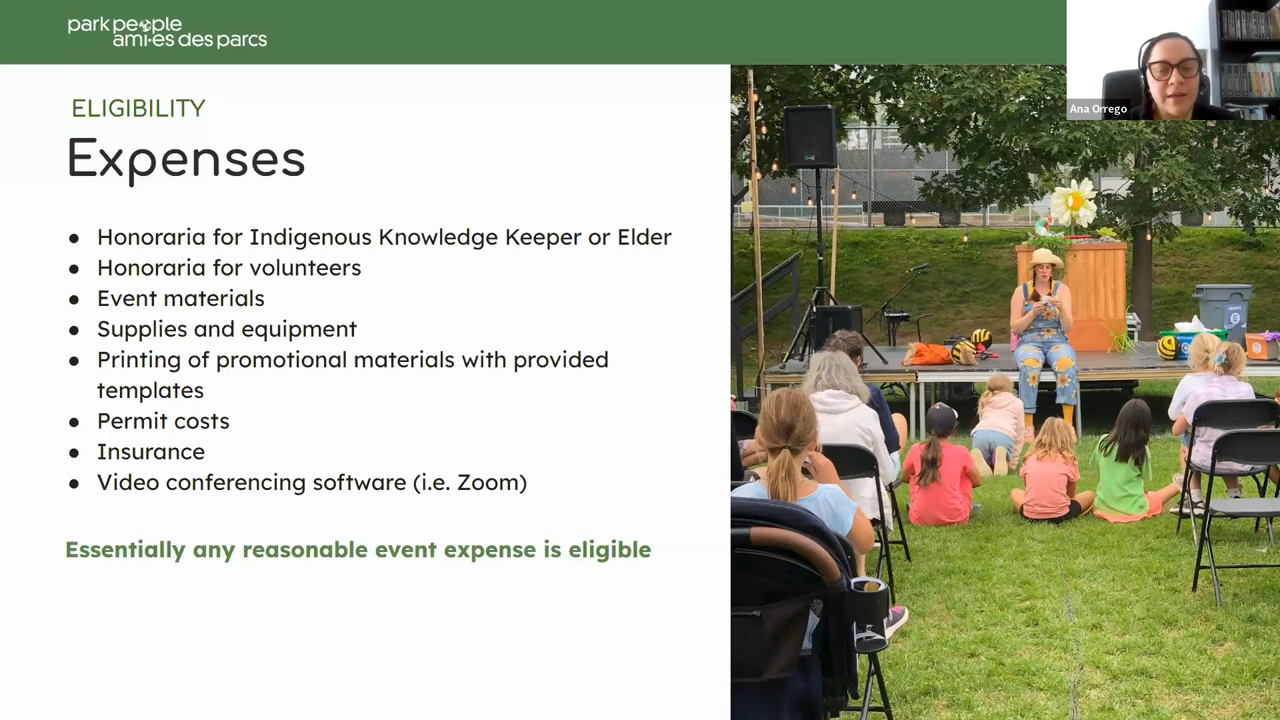 park people
ami·es des parcs
Ana Orrego
ELIGIBILITY
Expenses
● Honoraria for Indigenous Knowledge Keeper or Elder
● Honoraria for volunteers
● Event materials
● Supplies and equipment
● Printing of promotional materials with provided
templates
● Permit costs
● Insurance
● Video conferencing software (i.e. Zoom)
Essentially any reasonable event expense is eligible